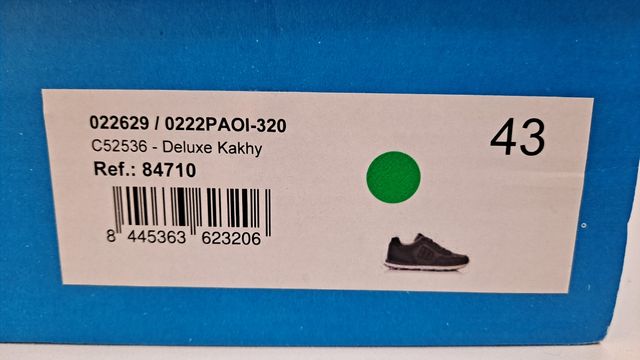 022629 / 0222PAOI-320
C52536 - Deluxe Kakhy
Ref.: 84710
8 445363 623206
43